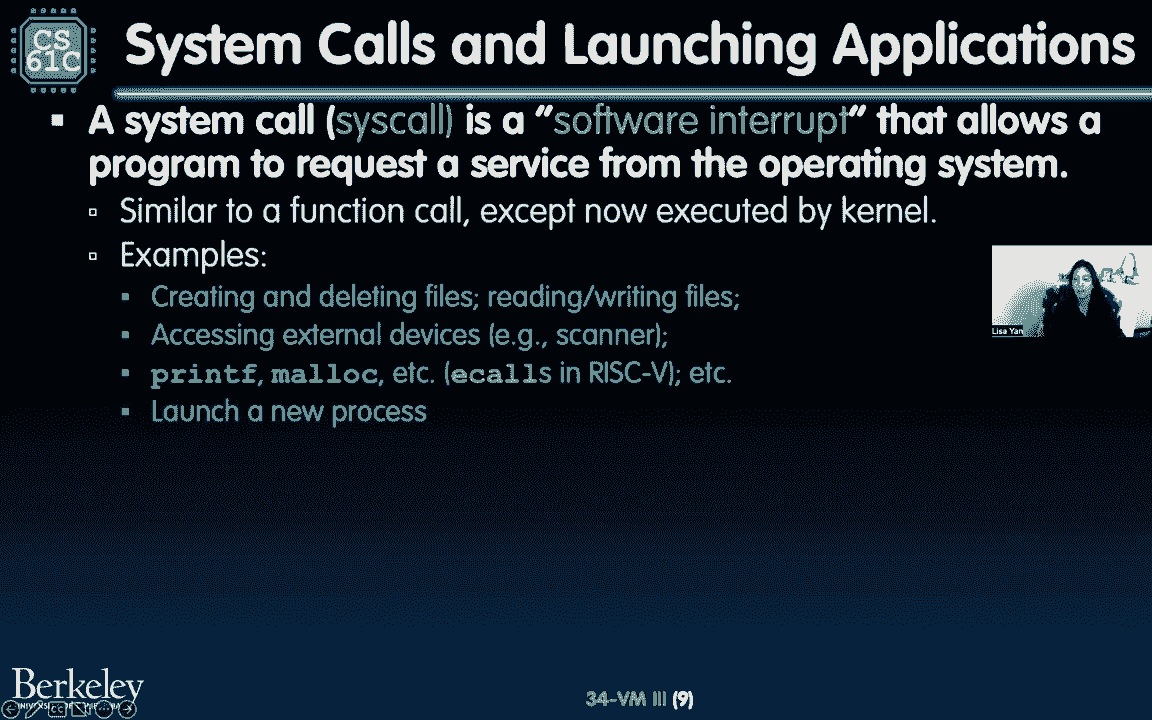 CS
61C
System Calls and Launching Applications
▪ A system call (syscall) is a “software interrupt” that allows a
program to request a service from the operating system.
▫ Similar to a function call, except now executed by kernel.
▫ Examples:
▪ Creating and deleting files; reading/writing files;
▪ Accessing external devices (e.g., scanner);
▪ printf, malloc, etc. (ecalls in RISC-V); etc.
▪ Launch a new process
Lisa Yan
Berkeley
34-VM III (9)